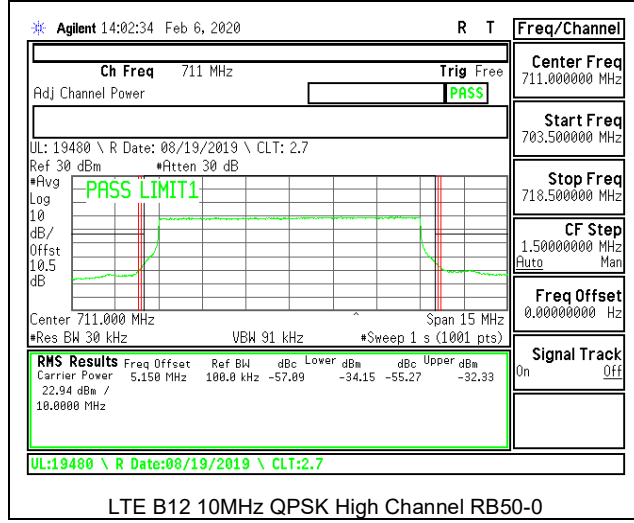 Agilent 14:02:34 Feb 6, 2020 R T Freq/Channel
Ch Freq 711 MHz Trig Free
Adj Channel Power PASS
UL: 19480 \ R Date: 08/19/2019 \ CLT: 2.7
Ref 30 dBm #Atten 30 dB
#Avg
Log
10
dB/
Offst
10.5
dB
PASS LIMIT1
Center 711.000 MHz Span 15 MHz
#Res BW 30 kHz VBW 91 kHz #Sweep 1 s (1001 pts)
RMS Results Freq Offset Ref BW dBc Lower dBm dBc Upper dBm
Carrier Power 5.150 MHz 100.0 kHz -57.09 -34.15 -55.27 -32.33
22.94 dBm /
10.0000 MHz
UL:19480 \ R Date:08/19/2019 \ CLT:2.7
Center Freq
711.000000 MHz
Start Freq
703.500000 MHz
Stop Freq
718.500000 MHz
CF Step
1.50000000 MHz
Auto Man
Freq Offset
0.00000000 Hz
Signal Track
On Off
LTE B12 10MHz QPSK High Channel RB50-0